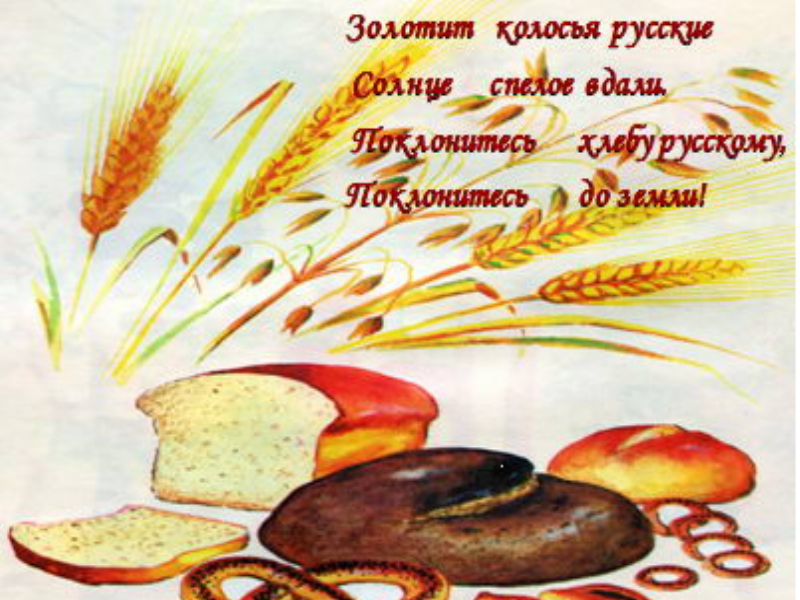 Золотит колосья русские
Солнце спелое вдали.
Поклонитесь хлебу русскому,
Поклонитесь до земли!